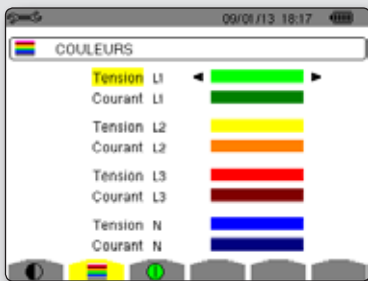 09/01/13 18:17
COULEURS
Tension L1
Courant L1
Tension L2
Courant L2
Tension L3
Courant L3
Tension N
Courant N